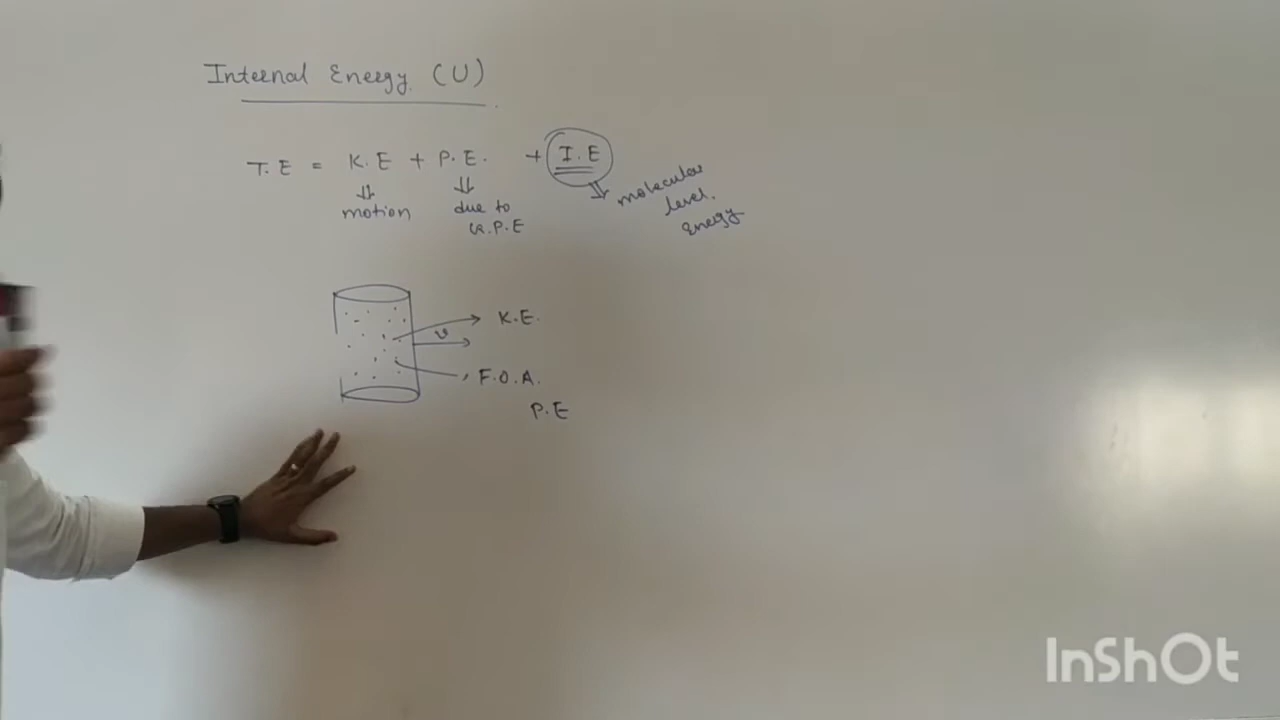 Internal Energy (U)
T.E = K.E + P.E. + I.E
motion
due to
G.P.E
molecular
level.
Energy
K.E.
v
F.O.A.
P.E
InShOt